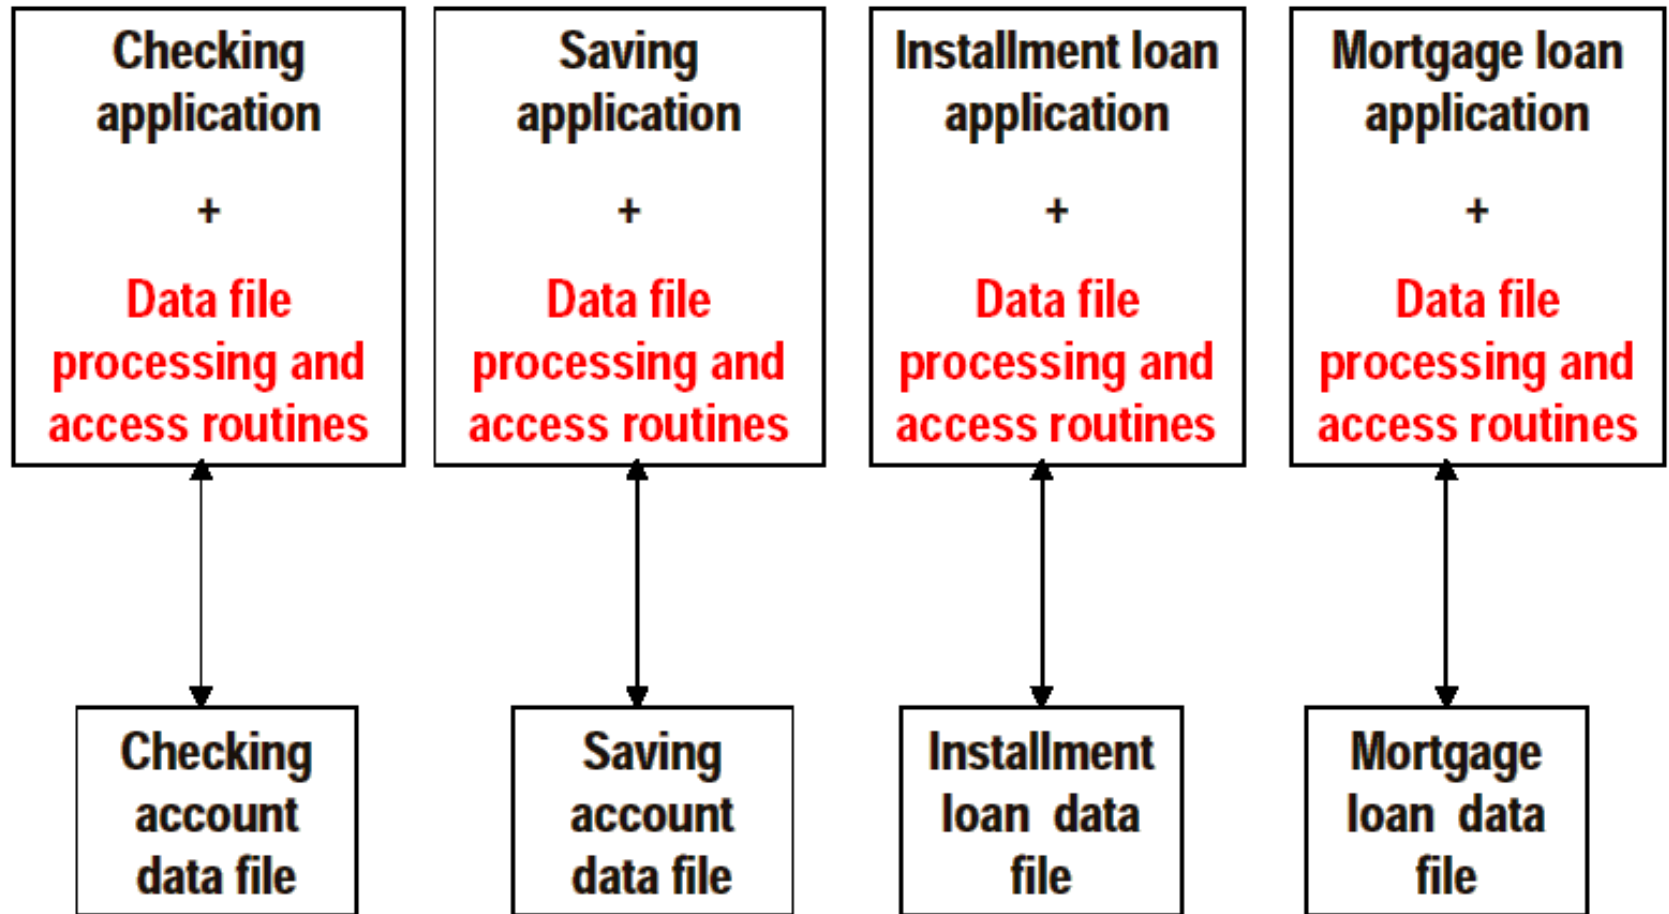 Checking
application
+
Data file
processing and
access routines
Saving
application
+
Data file
processing and
access routines
Installment loan
application
+
Data file
processing and
access routines
Mortgage loan
application
+
Data file
processing and
access routines
Checking
account
data file
Saving
account
data file
Installment
loan data
file
Mortgage
loan data
file